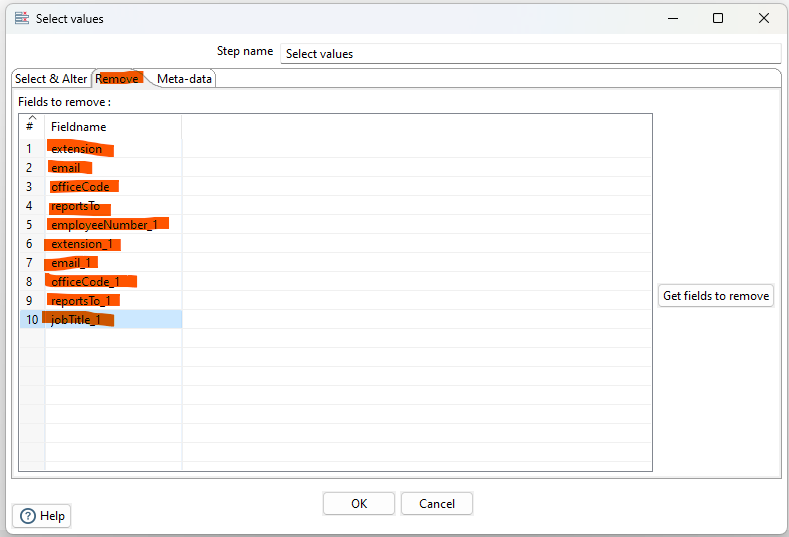 Select values
Step name Select values
Select & Alter Remove Meta-data
Fields to remove :
# Fieldname
1 extension
2 email
3 officeCode
4 reportsTo
5 employeeNumber_1
6 extension_1
7 email_1
8 officeCode_1
9 reportsTo_1
10 jobTitle_1
Get fields to remove
OK Cancel
Help